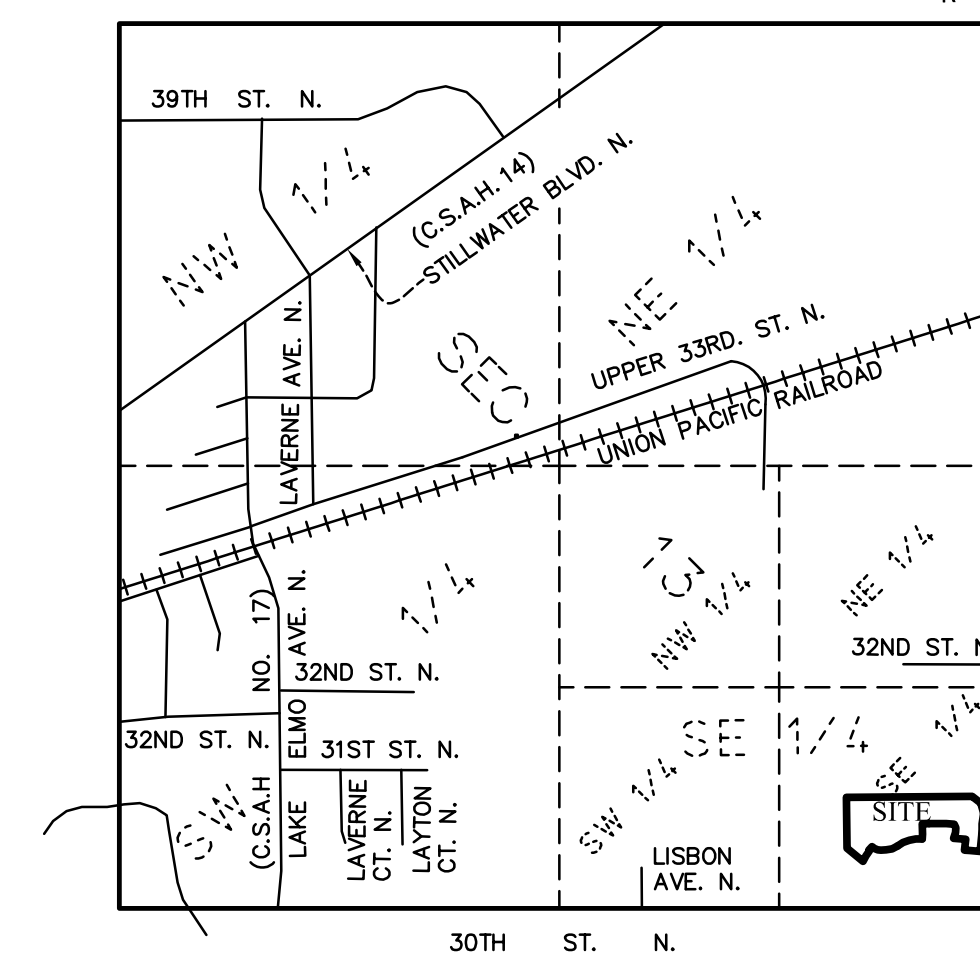 39TH ST. N.
NW 1/4
(C.S.A.H. 14)
STILLWATER BLVD. N.
NE 1/4
LAVERNE AVE. N.
SEC. 13
UPPER 33RD. ST. N.
UNION PACIFIC RAILROAD
NW 1/4
NE 1/4
SW 1/4
(C.S.A.H NO. 17)
LAKE ELMO AVE. N.
32ND ST. N.
32ND ST. N.
32ND ST. N.
31ST ST. N.
LAVERNE
CT. N.
LAYTON
CT. N.
SE 1/4
SW 1/4
SE 1/4
SITE
LISBON
AVE. N.
30TH ST. N.